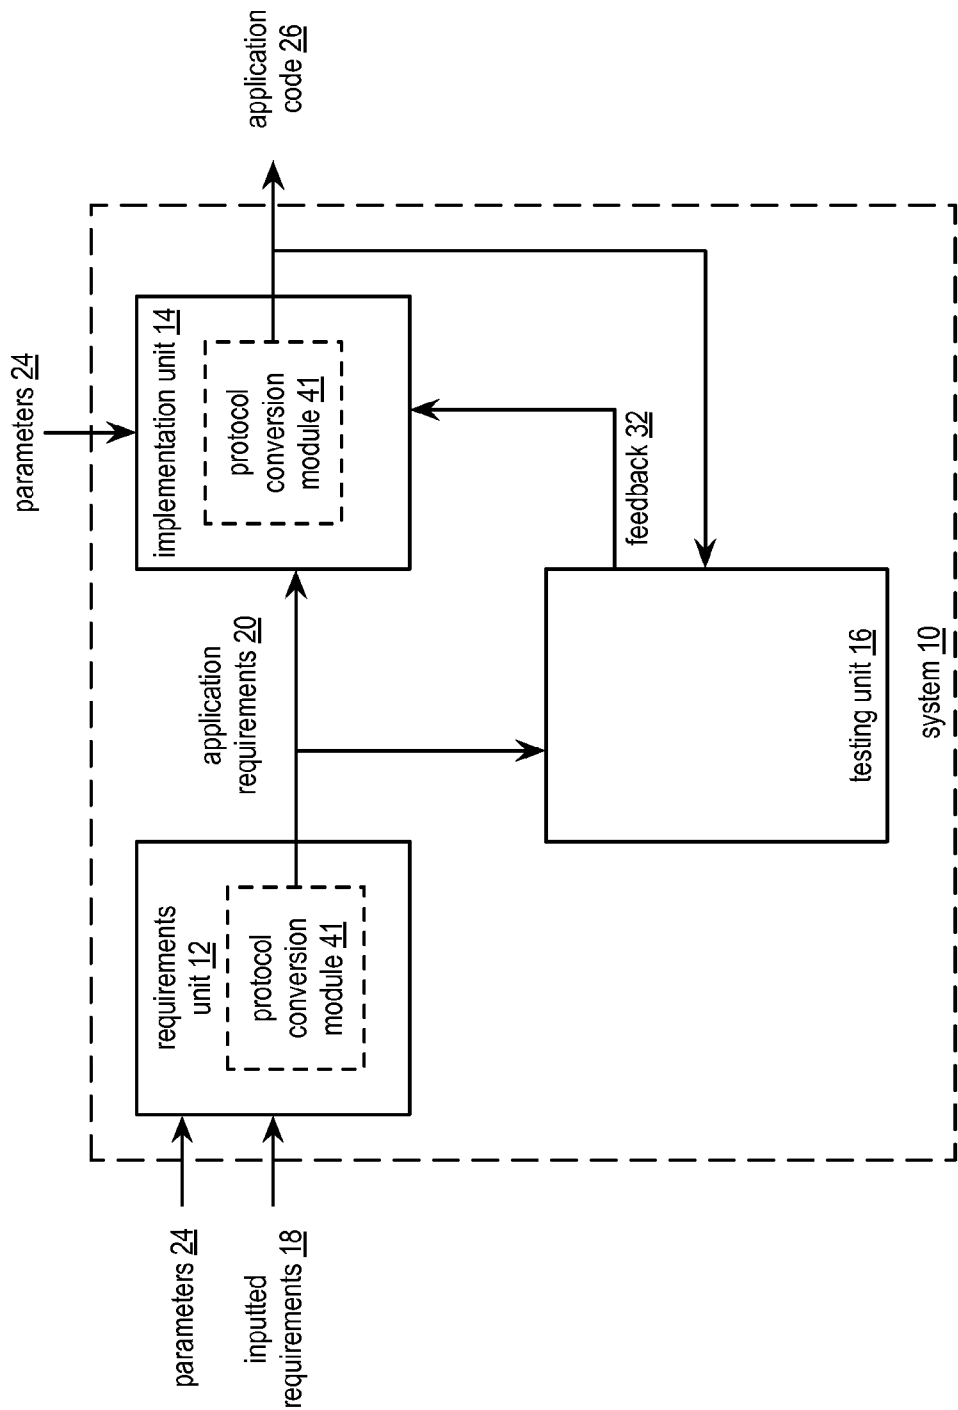 parameters 24
inputted
requirements 18
requirements
unit 12
protocol
conversion
module 41
application
requirements 20
parameters 24
implementation unit 14
protocol
conversion
module 41
application
code 26
feedback 32
testing unit 16
system 10